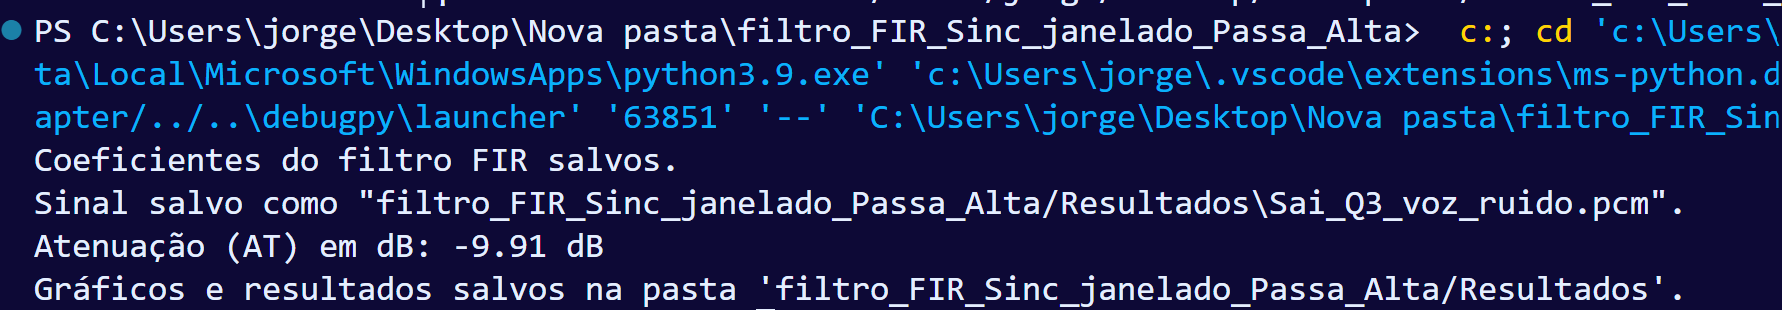 PS C:\Users\jorge\Desktop\Nova pasta\filtro_FIR_Sinc_janelado_Passa_Alta>  c:; cd 'c:\Users\
ta\Local\Microsoft\WindowsApps\python3.9.exe' 'c:\Users\jorge\.vscode\extensions\ms-python.d
apter/../..\debugpy\launcher' '63851' '--' 'C:\Users\jorge\Desktop\Nova pasta\filtro_FIR_Sin
Coeficientes do filtro FIR salvos.
Sinal salvo como "filtro_FIR_Sinc_janelado_Passa_Alta/Resultados\Sai_Q3_voz_ruido.pcm".
Atenuação (AT) em dB: -9.91 dB
Gráficos e resultados salvos na pasta 'filtro_FIR_Sinc_janelado_Passa_Alta/Resultados'.